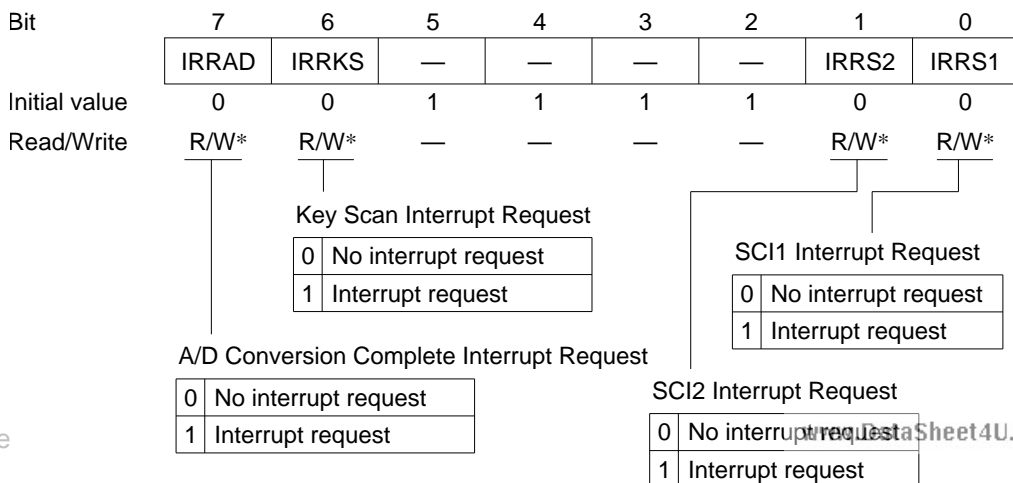 Bit 7 6 5 4 3 2 1 0
IRRAD IRRKS — — — — IRRS2 IRRS1
Initial value 0 0 1 1 1 1 0 0
Read/Write R/W* R/W* — — — — R/W* R/W*
Key Scan Interrupt Request
0 No interrupt request
1 Interrupt request
SCI1 Interrupt Request
0 No interrupt request
1 Interrupt request
A/D Conversion Complete Interrupt Request
0 No interrupt request
1 Interrupt request
SCI2 Interrupt Request
0 No interrupt request
1 Interrupt request
www.DataSheet4U.
e